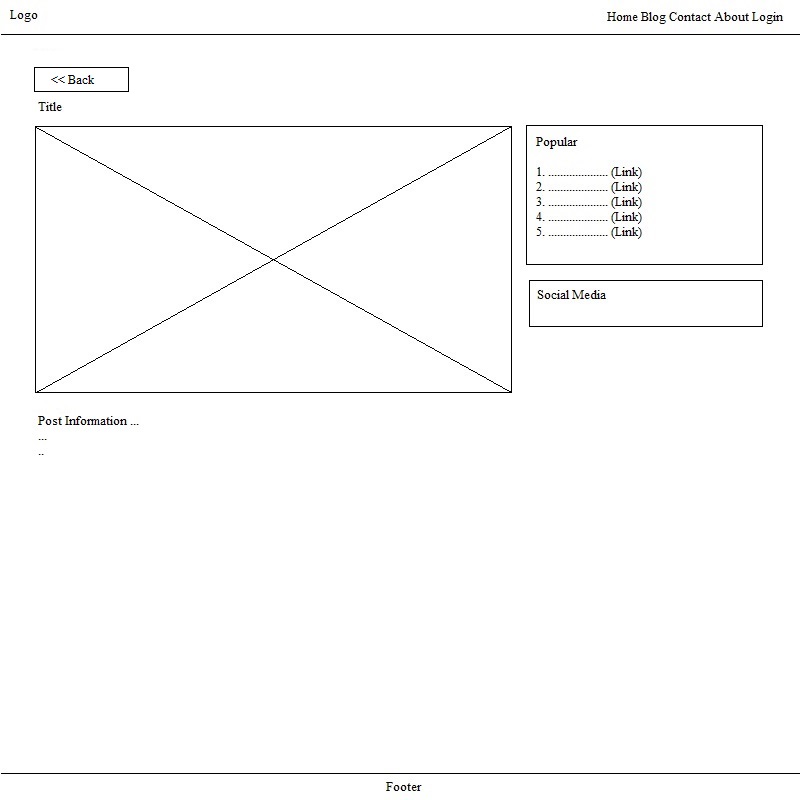 Logo
Home Blog Contact About Login
<< Back
Title
Popular
1. .................... (Link)
2. .................... (Link)
3. .................... (Link)
4. .................... (Link)
5. .................... (Link)
Social Media
Post Information ...
...
..
Footer